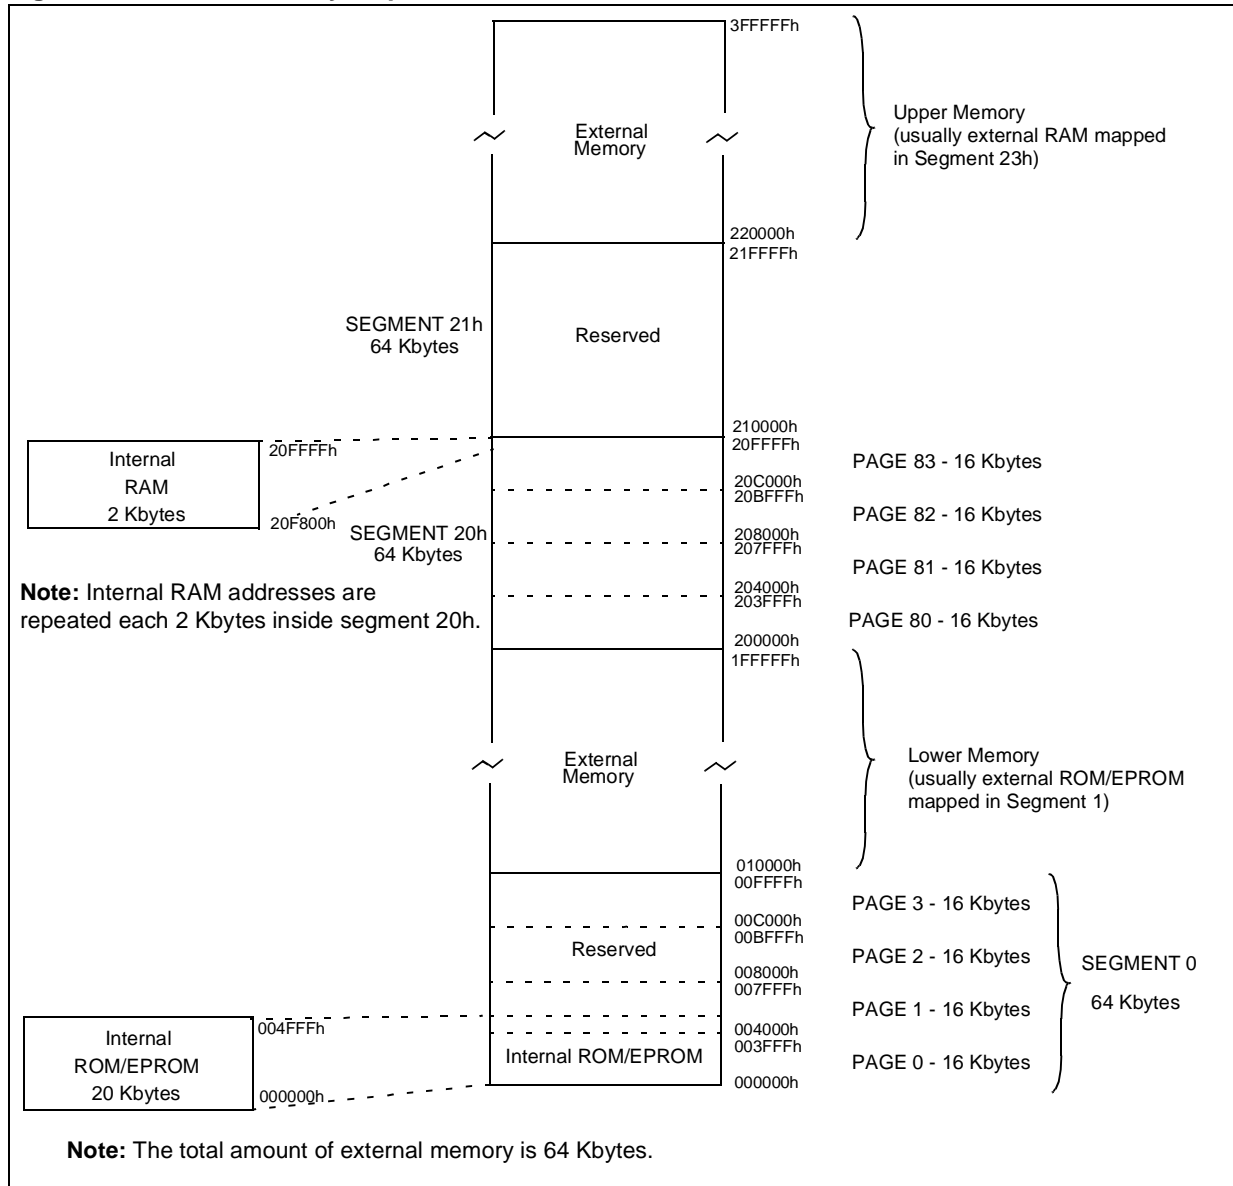 3FFFFFh
External
Memory
Upper Memory
(usually external RAM mapped
in Segment 23h)
220000h
21FFFFh
SEGMENT 21h
64 Kbytes
Reserved
210000h
20FFFFh
Internal
RAM
2 Kbytes
20FFFFh
20F800h
PAGE 83 - 16 Kbytes
20C000h
20BFFFh
PAGE 82 - 16 Kbytes
SEGMENT 20h
64 Kbytes
208000h
207FFFh
PAGE 81 - 16 Kbytes
204000h
203FFFh
PAGE 80 - 16 Kbytes
Note: Internal RAM addresses are
repeated each 2 Kbytes inside segment 20h.
200000h
1FFFFFh
External
Memory
Lower Memory
(usually external ROM/EPROM
mapped in Segment 1)
010000h
00FFFFh
PAGE 3 - 16 Kbytes
00C000h
00BFFFh
Reserved
PAGE 2 - 16 Kbytes
SEGMENT 0
64 Kbytes
008000h
007FFFh
PAGE 1 - 16 Kbytes
004000h
003FFFh
Internal
ROM/EPROM
20 Kbytes
004FFFh
000000h
Internal ROM/EPROM
PAGE 0 - 16 Kbytes
000000h
Note: The total amount of external memory is 64 Kbytes.